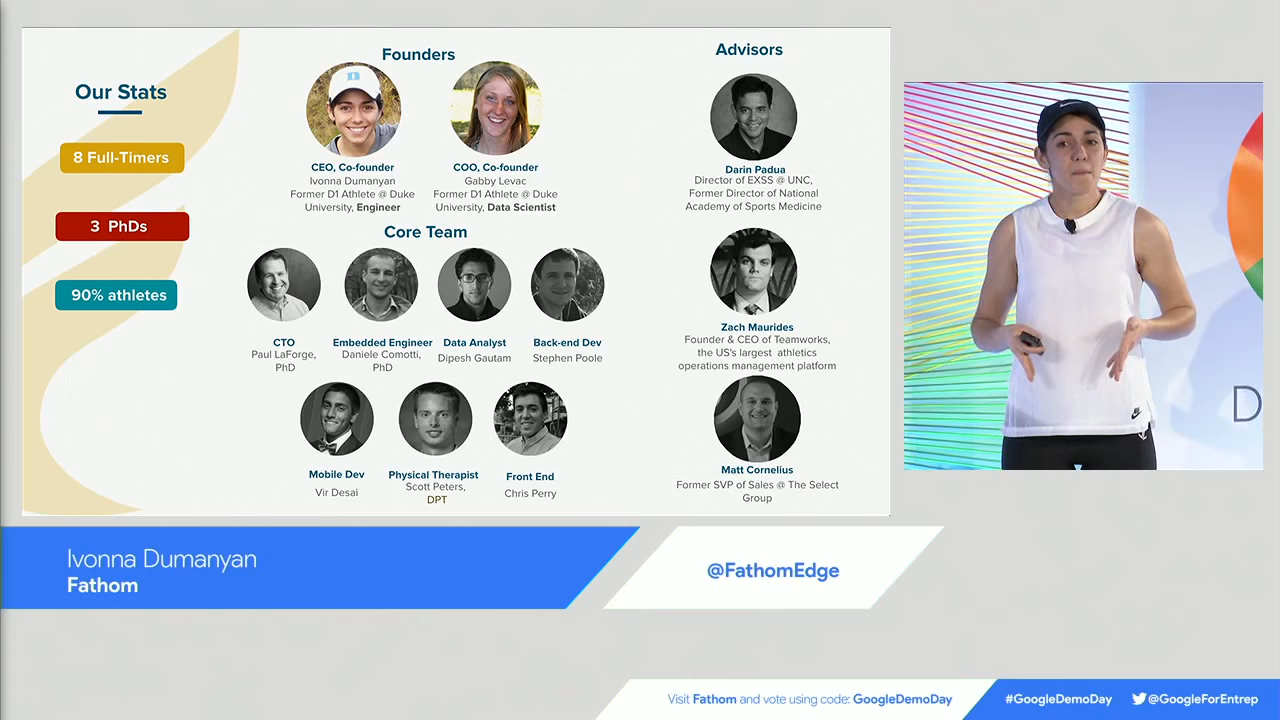 Our Stats
8 Full-Timers
3 PhDs
90% athletes
Founders
CEO, Co-founder
Ivonna Dumanyan
Former D1 Athlete @ Duke
University, Engineer
COO, Co-founder
Gabby Levac
Former D1 Athlete @ Duke
University, Data Scientist
Core Team
CTO
Paul LaForge,
PhD
Embedded Engineer
Daniele Comotti,
PhD
Data Analyst
Dipesh Gautam
Back-end Dev
Stephen Poole
Mobile Dev
Vir Desai
Physical Therapist
Scott Peters,
DPT
Front End
Chris Perry
Advisors
Darin Padua
Director of EXSS @ UNC,
Former Director of National
Academy of Sports Medicine
Zach Maurides
Founder & CEO of Teamworks,
the US's largest athletics
operations management platform
Matt Cornelius
Former SVP of Sales @ The Select
Group
D
Ivonna Dumanyan
Fathom
@FathomEdge
Visit Fathom and vote using code: GoogleDemoDay
#GoogleDemoDay
@GoogleForEntrep